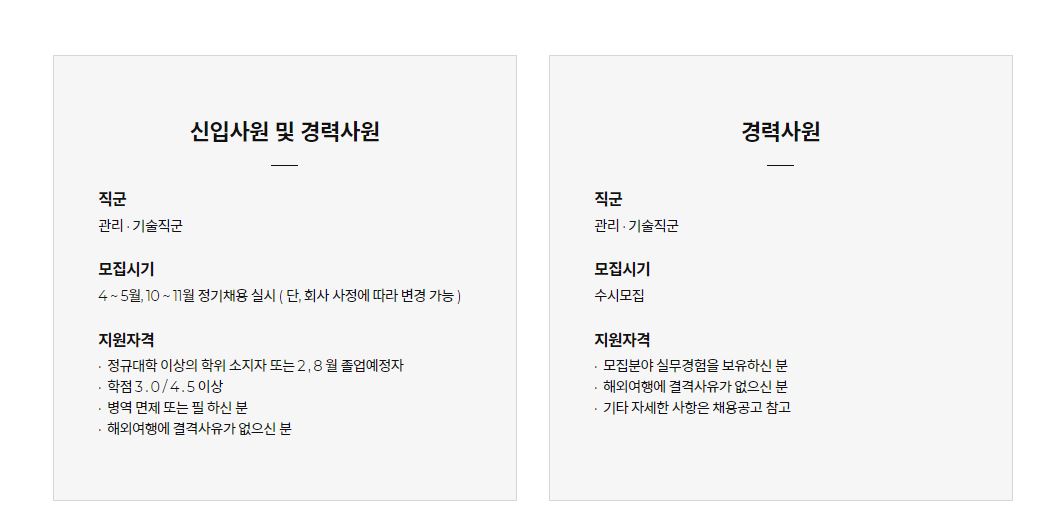 신입사원 및 경력사원
직군
관리 · 기술직군
모집시기
4 ~ 5월, 10 ~ 11월 정기채용 실시 ( 단, 회사 사정에 따라 변경 가능 )
지원자격
· 정규대학 이상의 학위 소지자 또는 2 , 8 월 졸업예정자
· 학점 3 . 0 / 4 . 5 이상
· 병역 면제 또는 필 하신 분
· 해외여행에 결격사유가 없으신 분
경력사원
직군
관리 · 기술직군
모집시기
수시모집
지원자격
· 모집분야 실무경험을 보유하신 분
· 해외여행에 결격사유가 없으신 분
· 기타 자세한 사항은 채용공고 참고